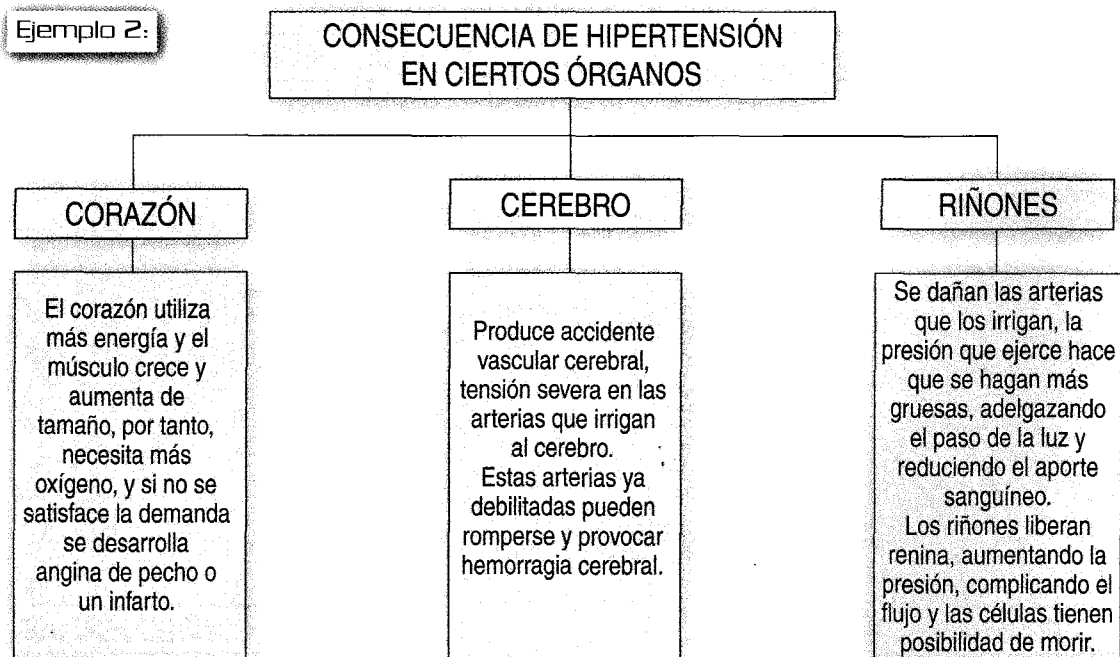 Ejemplo 2:
CONSECUENCIA DE HIPERTENSIÓN
EN CIERTOS ÓRGANOS
CORAZÓN
El corazón utiliza
más energía y el
músculo crece y
aumenta de
tamaño, por tanto,
necesita más
oxígeno, y si no se
satisface la demanda
se desarrolla
angina de pecho o
un infarto.
CEREBRO
Produce accidente
vascular cerebral,
tensión severa en las
arterias que irrigan
al cerebro.
Estas arterias ya
debilitadas pueden
romperse y provocar
hemorragia cerebral.
RIÑONES
Se dañan las arterias
que los irrigan, la
presión que ejerce hace
que se hagan más
gruesas, adelgazando
el paso de la luz y
reduciendo el aporte
sanguíneo.
Los riñones liberan
renina, aumentando la
presión, complicando el
flujo y las células tienen
posibilidad de morir.